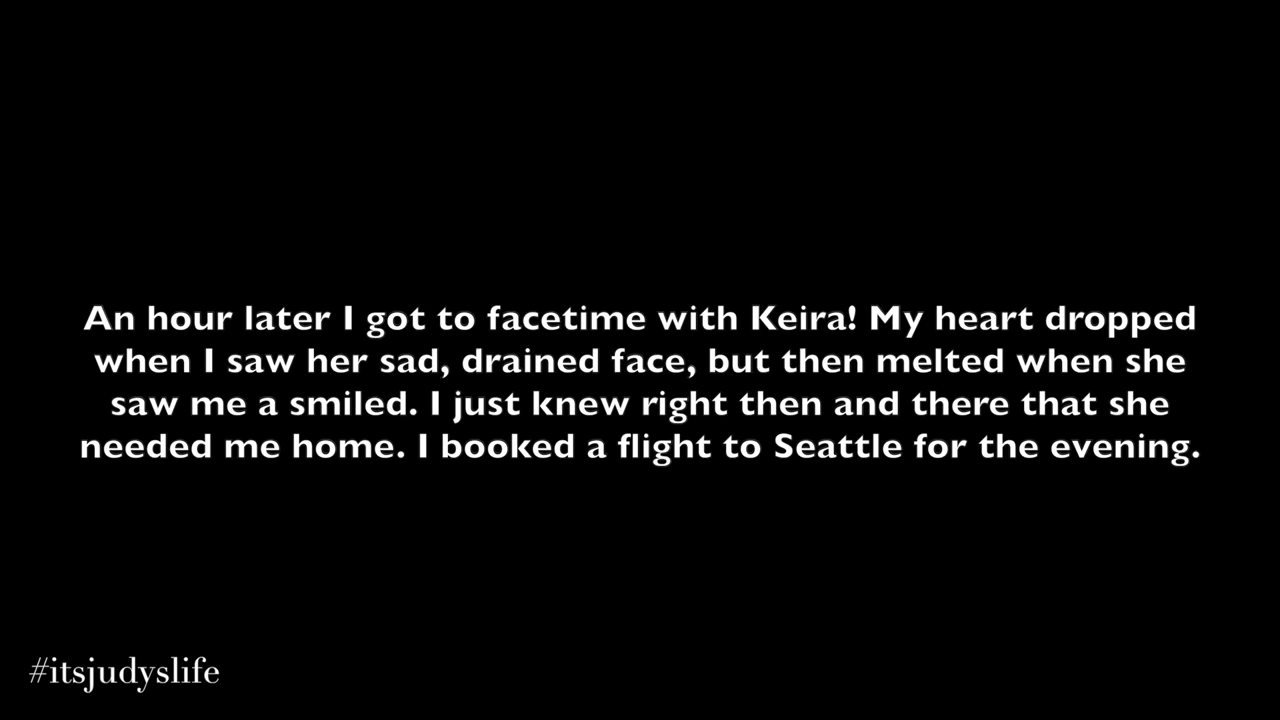 An hour later I got to facetime with Keira! My heart dropped
when I saw her sad, drained face, but then melted when she
saw me a smiled. I just knew right then and there that she
needed me home. I booked a flight to Seattle for the evening.
#itsjudyslife